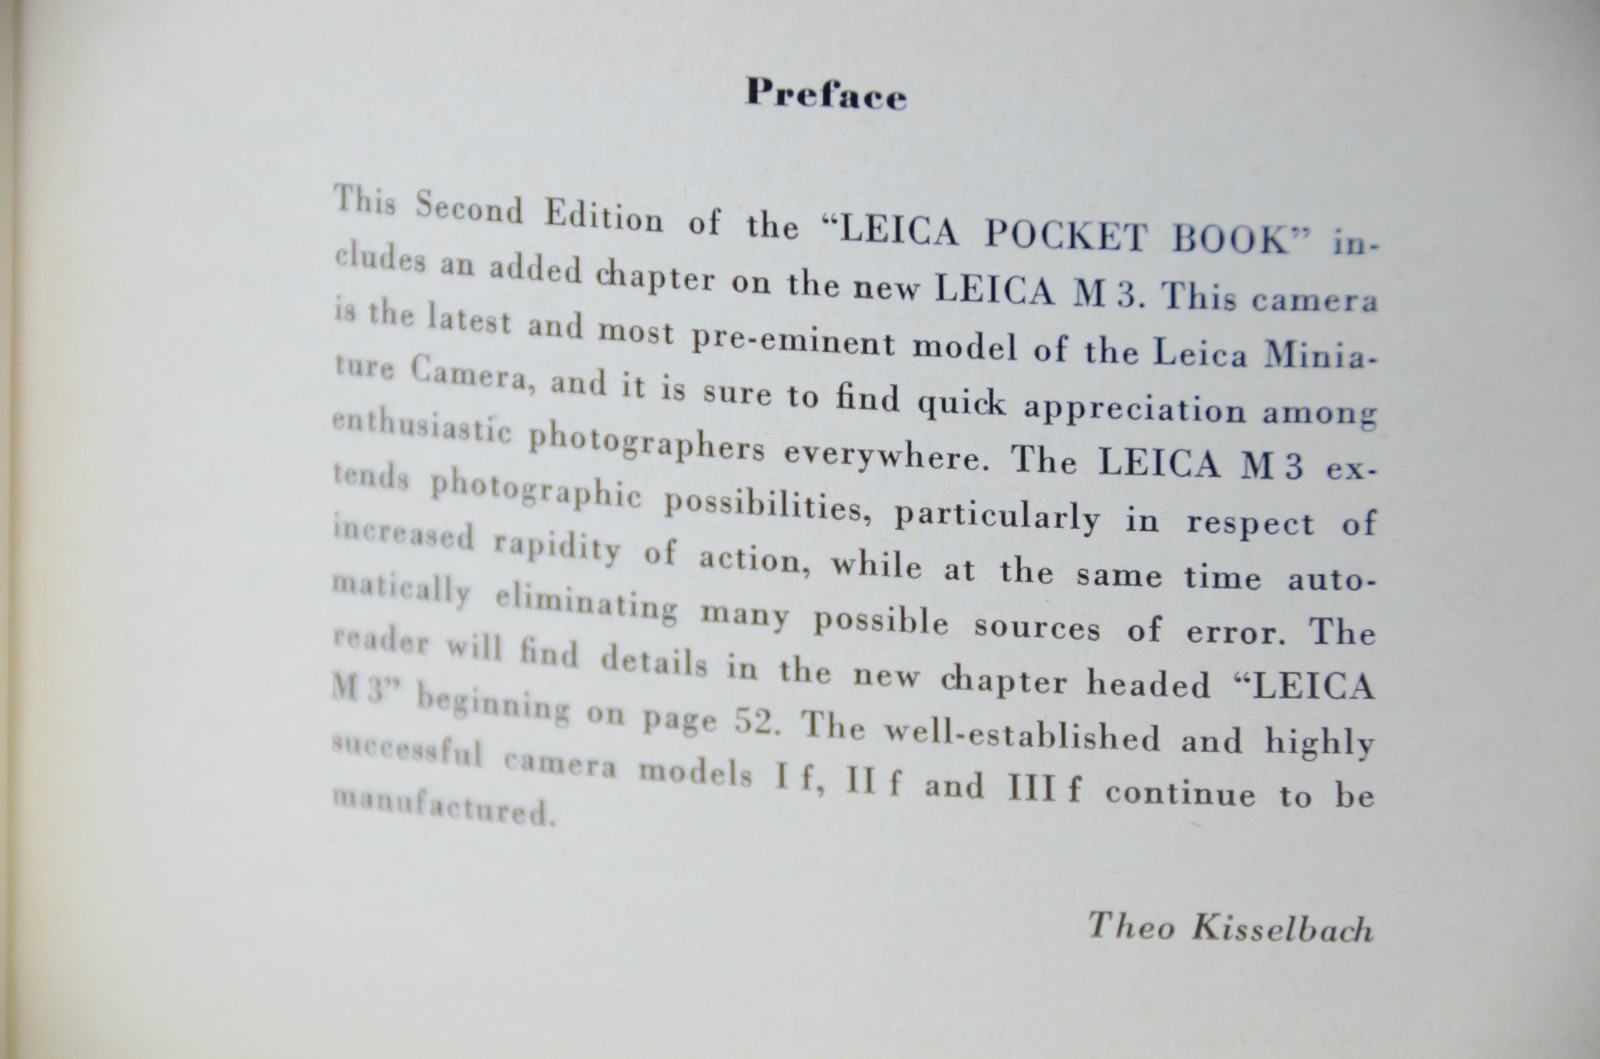 Preface
This Second Edition of the “LEICA POCKET BOOK” in-
cludes an added chapter on the new LEICA M 3. This camera
is the latest and most pre-eminent model of the Leica Minia-
ture Camera, and it is sure to find quick appreciation among
enthusiastic photographers everywhere. The LEICA M 3 ex-
tends photographic possibilities, particularly in respect of
increased rapidity of action, while at the same time auto-
matically eliminating many possible sources of error. The
reader will find details in the new chapter headed “LEICA
M 3” beginning on page 52. The well-established and highly
successful camera models I f, II f and III f continue to be
manufactured.
Theo Kisselbach